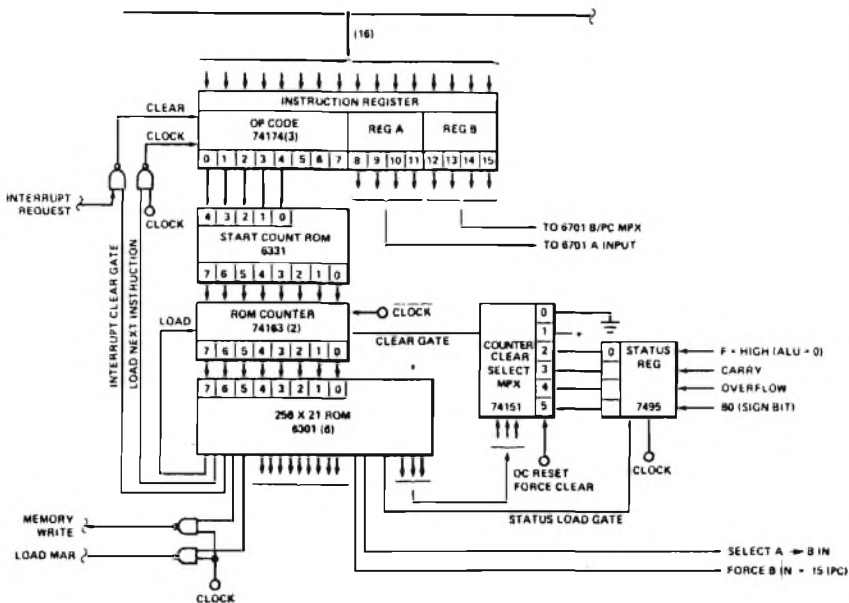 (16)
CLEAR
INSTRUCTION REGISTER
OP CODE
74174(3)
REG A
REG B
CLOCK
0 1 2 3 4 5 6 7 8 9 10 11 12 13 14 15
INTERRUPT
REQUEST
CLOCK
4 3 2 1 0
START COUNT ROM
6331
TO 6701 B/PC MPX
TO 6701 A INPUT
7 6 5 4 3 2 1 0
INTERRUPT CLEAR GATE
LOAD NEXT INSTRUCTION
LOAD
ROM COUNTER
74163 (2)
CLOCK
CLEAR GATE
7 6 5 4 3 2 1 0
7 6 5 4 3 2 1 0
256 X 21 ROM
6301 (6)
COUNTER
CLEAR
SELECT
MPX
74151
0
1
2
3
4
5
+
0
STATUS
REG
7495
F = HIGH (ALU = 0)
CARRY
OVERFLOW
80 (SIGN BIT)
OC RESET
FORCE CLEAR
CLOCK
STATUS LOAD GATE
MEMORY
WRITE
LOAD MAR
CLOCK
SELECT A → B IN
FORCE B IN = 15 (PC)